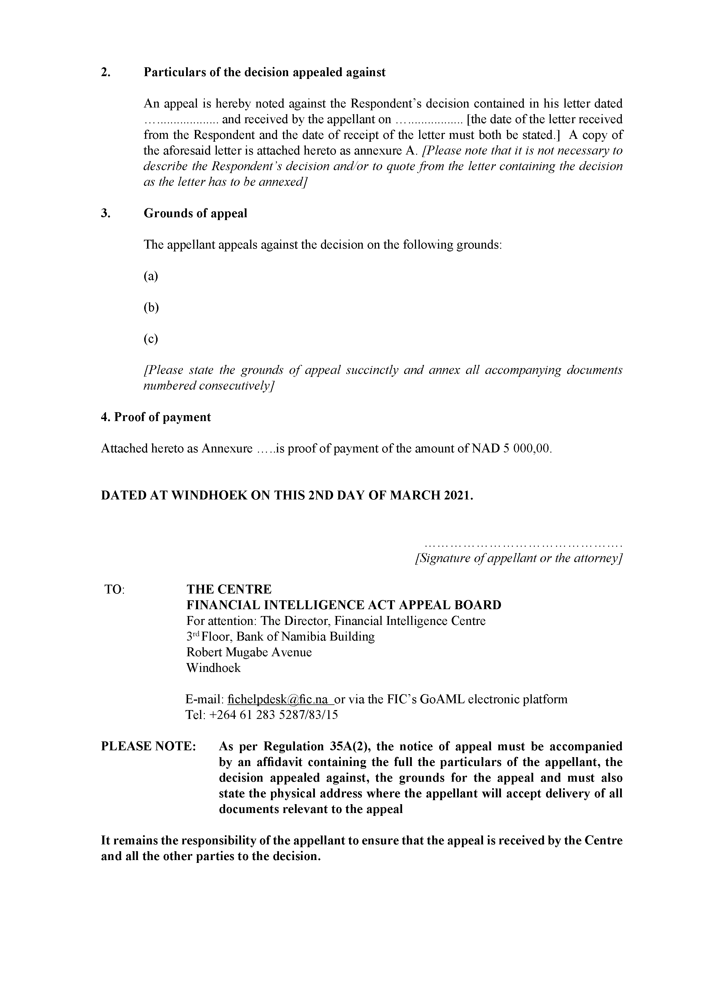 2. Particulars of the decision appealed against
An appeal is hereby noted against the Respondent’s decision contained in his letter dated
…................... and received by the appellant on …................. [the date of the letter received
from the Respondent and the date of receipt of the letter must both be stated.] A copy of
the aforesaid letter is attached hereto as annexure A. [Please note that it is not necessary to
describe the Respondent’s decision and/or to quote from the letter containing the decision
as the letter has to be annexed]
3. Grounds of appeal
The appellant appeals against the decision on the following grounds:
(a)
(b)
(c)
[Please state the grounds of appeal succinctly and annex all accompanying documents
numbered consecutively]
4. Proof of payment
Attached hereto as Annexure …..is proof of payment of the amount of NAD 5 000,00.
DATED AT WINDHOEK ON THIS 2ND DAY OF MARCH 2021.
……………………………………….
[Signature of appellant or the attorney]
TO: THE CENTRE
FINANCIAL INTELLIGENCE ACT APPEAL BOARD
For attention: The Director, Financial Intelligence Centre
3rd Floor, Bank of Namibia Building
Robert Mugabe Avenue
Windhoek
E-mail: fichelpdesk@fic.na or via the FIC’s GoAML electronic platform
Tel: +264 61 283 5287/83/15
PLEASE NOTE: As per Regulation 35A(2), the notice of appeal must be accompanied
by an affidavit containing the full the particulars of the appellant, the
decision appealed against, the grounds for the appeal and must also
state the physical address where the appellant will accept delivery of all
documents relevant to the appeal
It remains the responsibility of the appellant to ensure that the appeal is received by the Centre
and all the other parties to the decision.